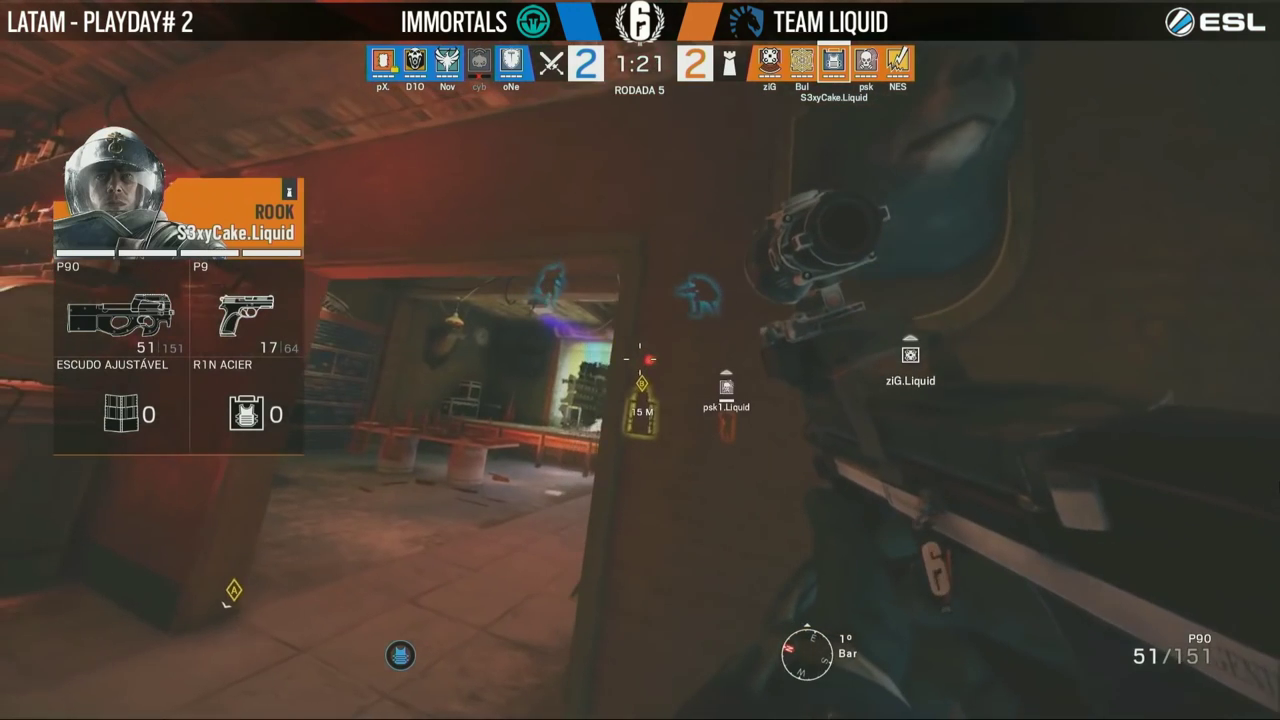 LATAM - PLAYDAY# 2
IMMORTALS
TEAM LIQUID
ESL
2
1:21
2
RODADA 5
pX.
D1O
Nov
cyb
oNe
ziG
Bul
S3xyCake.Liquid
psk
NES
ROOK
S3xyCake.Liquid
P90
51|151
P9
17|64
ESCUDO AJUSTÁVEL
0
R1N ACIER
0
B
15 M
psk1.Liquid
ziG.Liquid
A
N
E
S
W
1º
Bar
P90
51/151